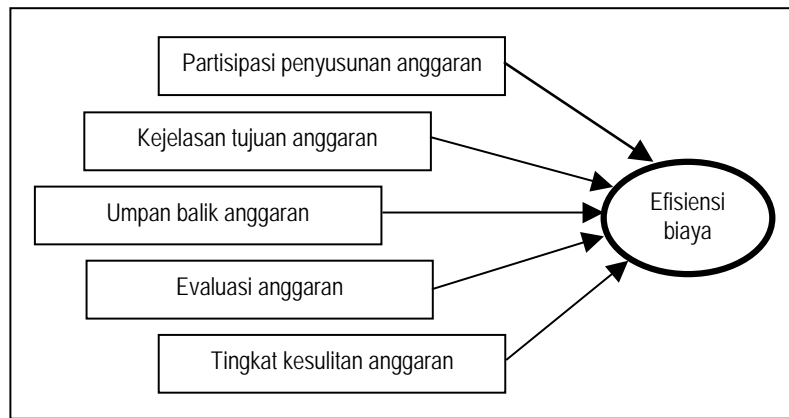 Partisipasi penyusunan anggaran
Kejelasan tujuan anggaran
Umpan balik anggaran
Evaluasi anggaran
Tingkat kesulitan anggaran
Efisiensi
biaya